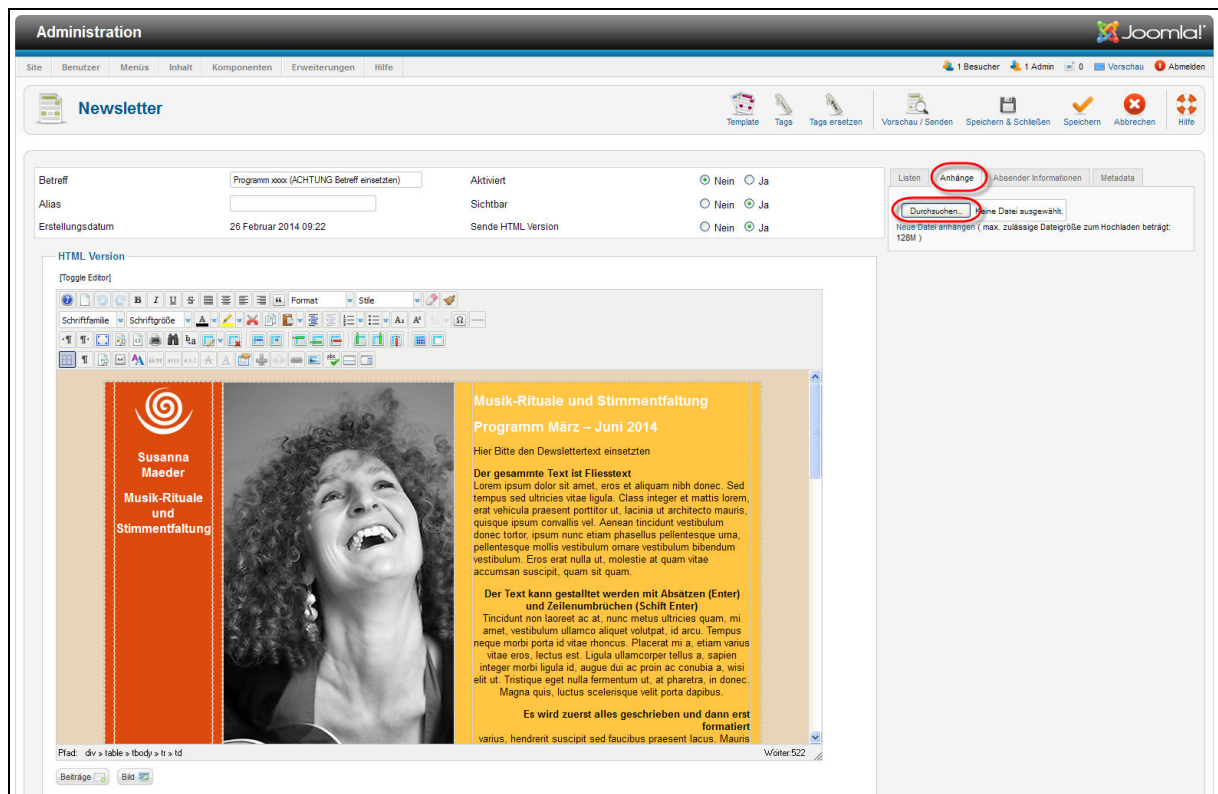 Administration
Joomla!
Site Benutzer Menüs Inhalt Komponenten Erweiterungen Hilfe
1 Besucher 1 Admin 0 Vorschau Abmelden
Newsletter
Template Tags Tags ersetzen Vorschau / Senden Speichern & Schließen Speichern Abbrechen Hilfe
Betreff Programm xxxx (ACHTUNG Betreff einsetzten) Aktiviert Nein Ja
Alias Sichtbar Nein Ja
Erstellungsdatum 26 Februar 2014 09:22 Sende HTML Version Nein Ja
Listen Anhänge Absender Informationen Metadata
Durchsuchen... Keine Datei ausgewählt.
Neue Datei anhängen ( max. zulässige Dateigröße zum Hochladen beträgt:
128M )
HTML Version
[Toggle Editor]
Format Stile
Schriftfamilie Schriftgröße
Susanna
Maeder
Musik-Rituale
und
Stimmentfaltung
Musik-Rituale und Stimmentfaltung
Programm März – Juni 2014
Hier Bitte den Dewslettertext einsetzten
Der gesammte Text ist Fliesstext
Lorem ipsum dolor sit amet, eros et aliquam nibh donec. Sed
tempus sed ultricies vitae ligula. Class integer et mattis lorem,
erat vehicula praesent porttitor ut, lacinia ut architecto mauris,
quisque ipsum convallis vel. Aenean tincidunt vestibulum
donec tortor, ipsum nunc etiam phasellus pellentesque urna,
pellentesque mollis vestibulum ornare vestibulum bibendum
vestibulum. Eros erat nulla ut, molestie at quam vitae
accumsan suscipit, quam sit quam.
Der Text kann gestalltet werden mit Absätzen (Enter)
und Zeilenumbrüchen (Schift Enter)
Tincidunt non laoreet ac at, nunc metus ultricies quam, mi
amet, vestibulum ullamco aliquet volutpat, id arcu. Tempus
neque morbi porta id vitae rhoncus. Placerat mi a, etiam varius
vitae eros, lectus est. Ligula ullamcorper tellus a, sapien
integer morbi ligula id, augue dui ac proin ac conubia a, wisi
elit ut. Tristique eget nulla fermentum ut, at pharetra, in donec.
Magna quis, luctus scelerisque velit porta dapibus.
Es wird zuerst alles geschrieben und dann erst
formatiert
varius, hendrerit suscipit sed faucibus praesent lacus. Mauris
Pfad: div » table » tbody » tr » td Wörter:522
Beiträge Bild